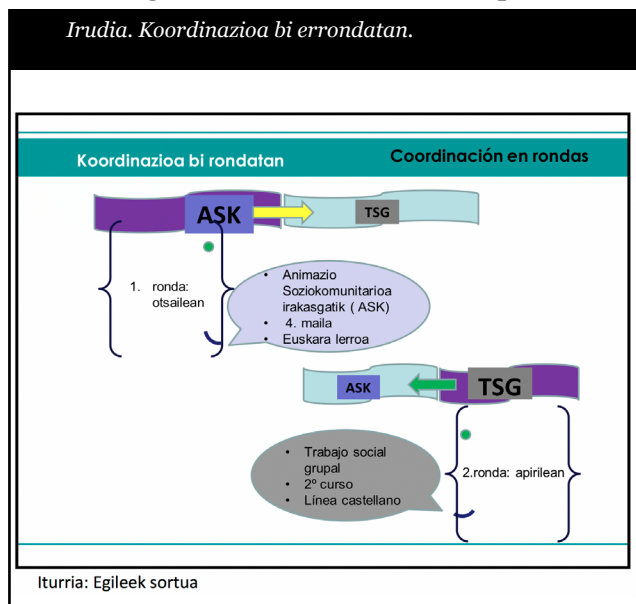 Irudia. Koordinazioa bi errondatan.
Koordinazioa bi rondatan
Coordinación en rondas
ASK
TSG
1. ronda:
otsailean
• Animazio
Soziokomunitarioa
irakasgatik ( ASK)
• 4. maila
• Euskara lerroa
ASK
TSG
• Trabajo social
grupal
• 2º curso
• Línea castellano
2.ronda: apirilean
Iturria: Egileek sortua